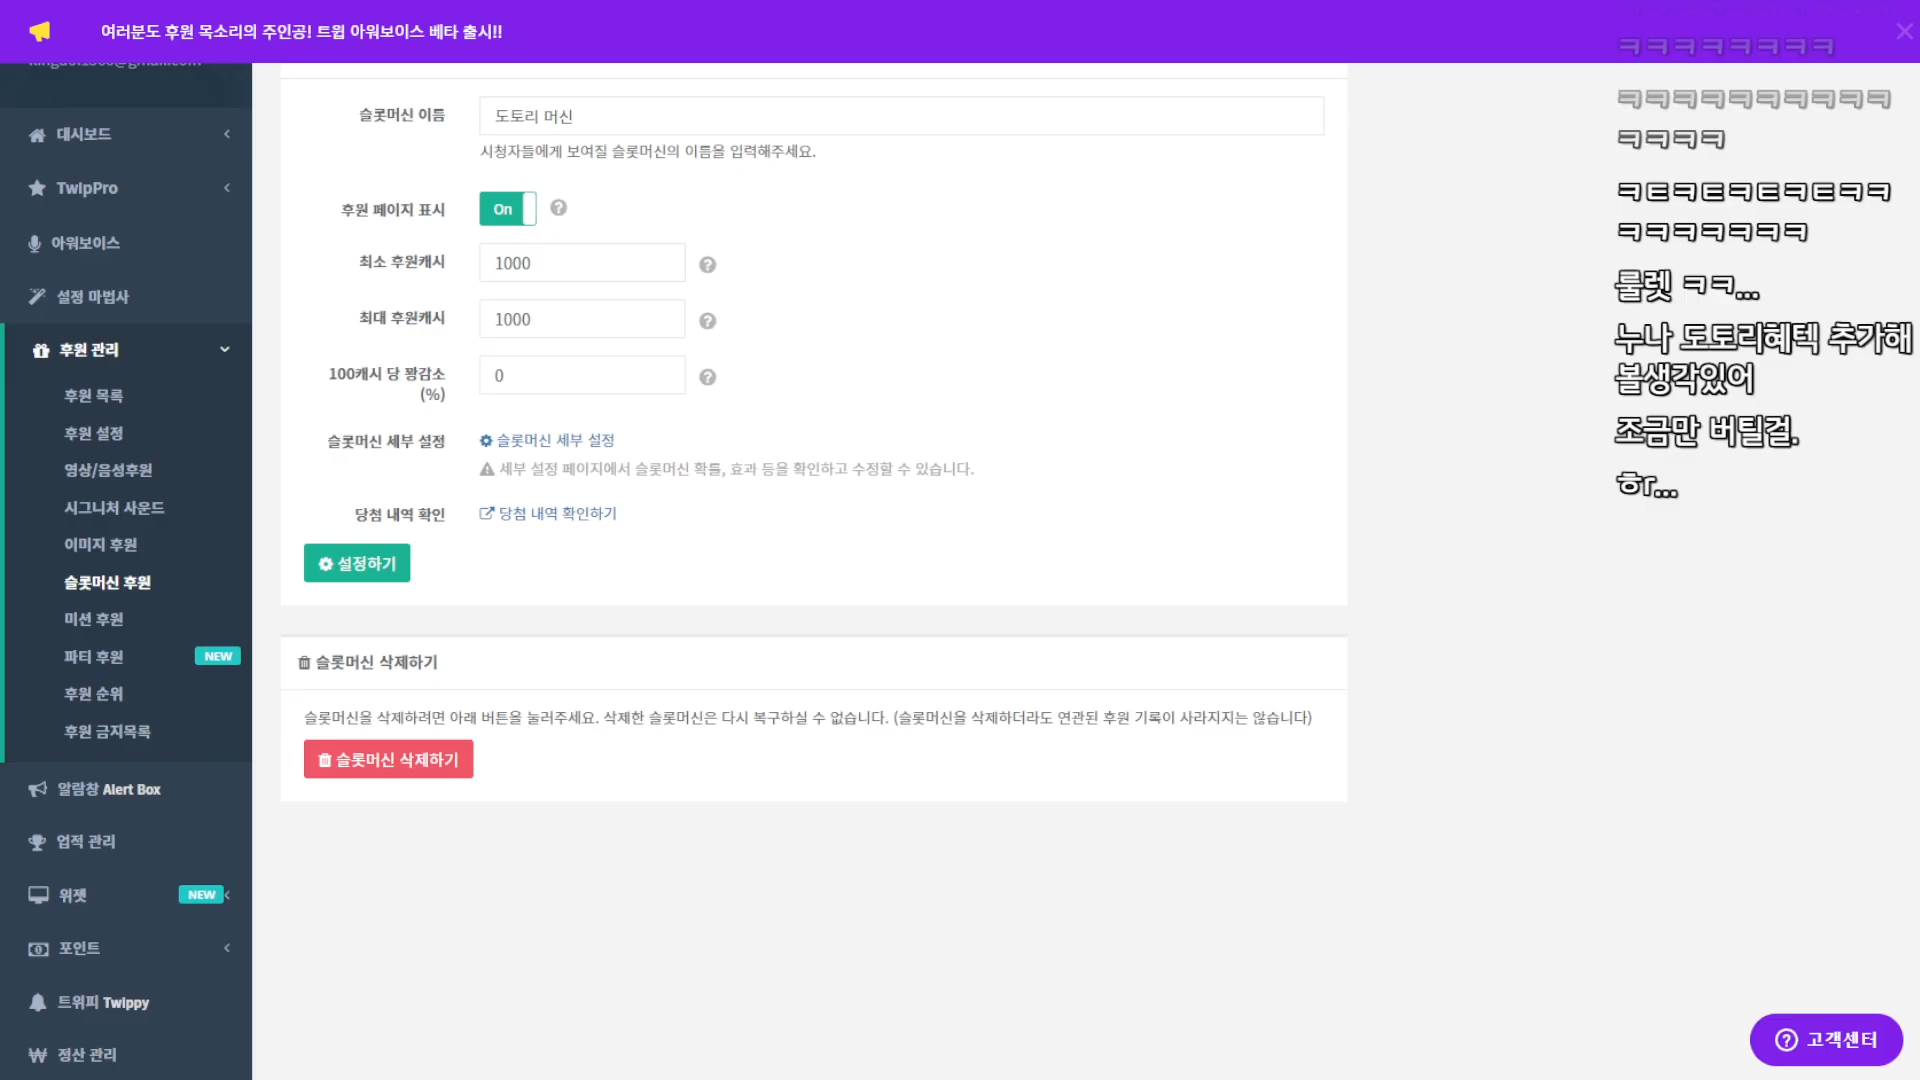 여러분도 후원 목소리의 주인공! 트윕 아워보이스 베타 출시!!
대시보드
TwipPro
아워보이스
설정 마법사
후원 관리
후원 목록
후원 설정
영상/음성후원
시그니처 사운드
이미지 후원
슬롯머신 후원
미션 후원
파티 후원 NEW
후원 순위
후원 금지목록
알람창 Alert Box
업적 관리
위젯 NEW
포인트
트위피 Twippy
정산 관리
슬롯머신 이름 도토리 머신
시청자들에게 보여질 슬롯머신의 이름을 입력해주세요.
후원 페이지 표시 On
최소 후원캐시 1000
최대 후원캐시 1000
100캐시 당 꽝감소 0
(%)
슬롯머신 세부 설정 슬롯머신 세부 설정
세부 설정 페이지에서 슬롯머신 확률, 효과 등을 확인하고 수정할 수 있습니다.
당첨 내역 확인 당첨 내역 확인하기
설정하기
슬롯머신 삭제하기
슬롯머신을 삭제하려면 아래 버튼을 눌러주세요. 삭제한 슬롯머신은 다시 복구하실 수 없습니다. (슬롯머신을 삭제하더라도 연관된 후원 기록이 사라지지는 않습니다)
슬롯머신 삭제하기
ㅋㅋㅋㅋㅋㅋㅋㅋ
ㅋㅋㅋㅋㅋㅋㅋㅋㅋㅋ
ㅋㅋㅋㅋ
ㅋㅌㅋㅌㅋㅌㅋㅌㅋㅋ
ㅋㅋㅋㅋㅋㅋㅋ
룰렛 ㅋㅋ...
누나 도토리혜택 추가해
볼생각있어
조금만 버틸걸.
ㅎr...
고객센터